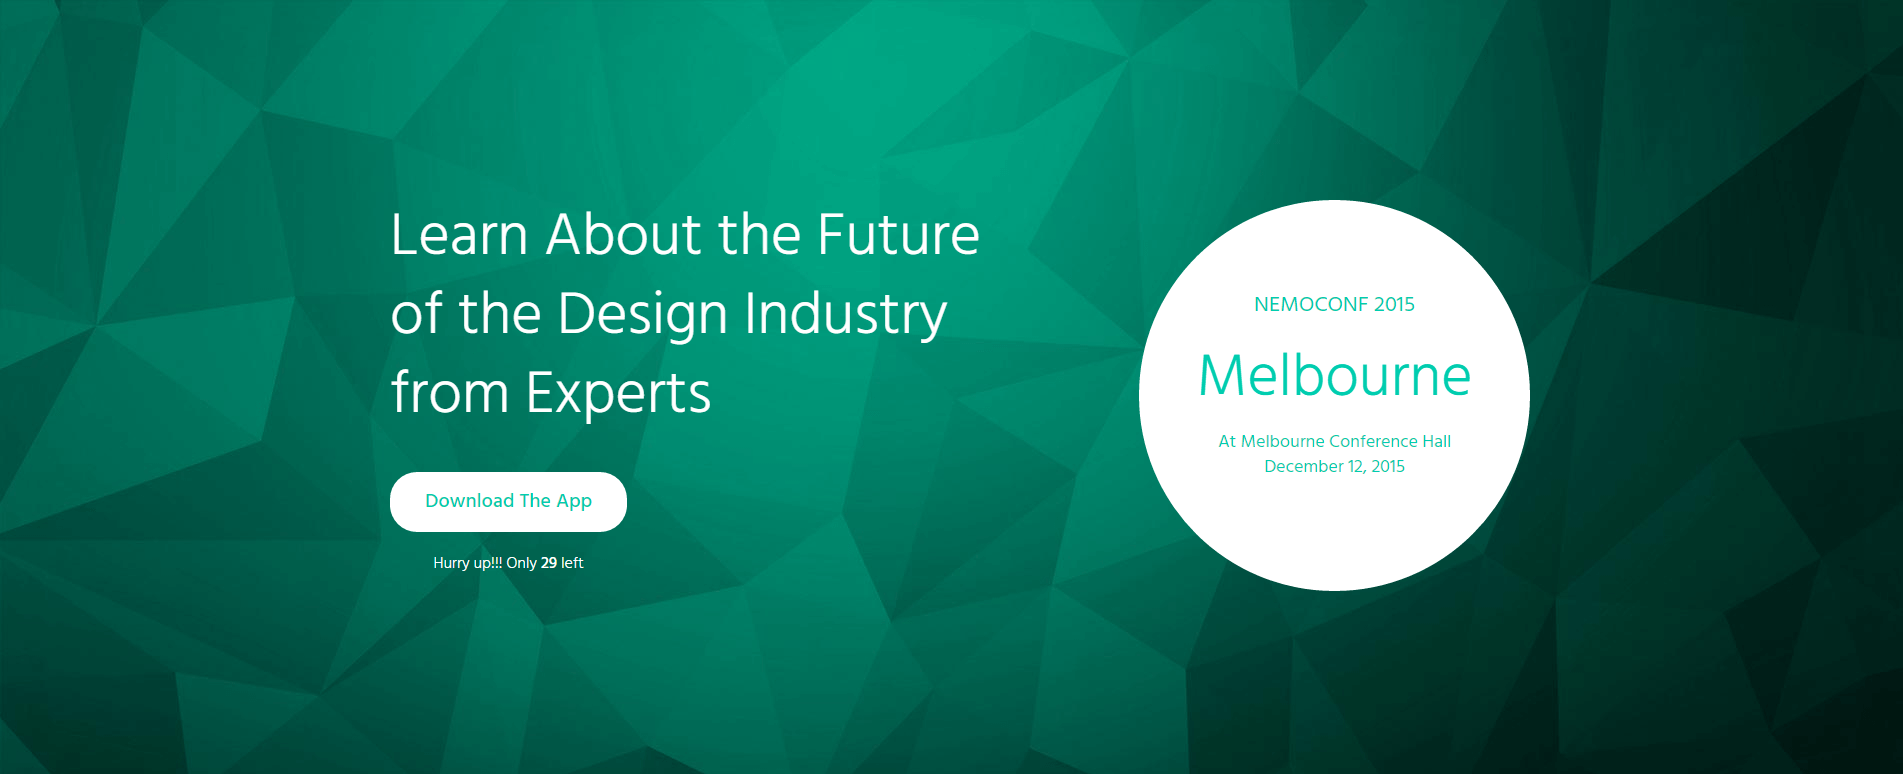 Learn About the Future
of the Design Industry
from Experts
Download The App
Hurry up!!! Only 29 left
NEMOCONF 2015
Melbourne
At Melbourne Conference Hall
December 12, 2015